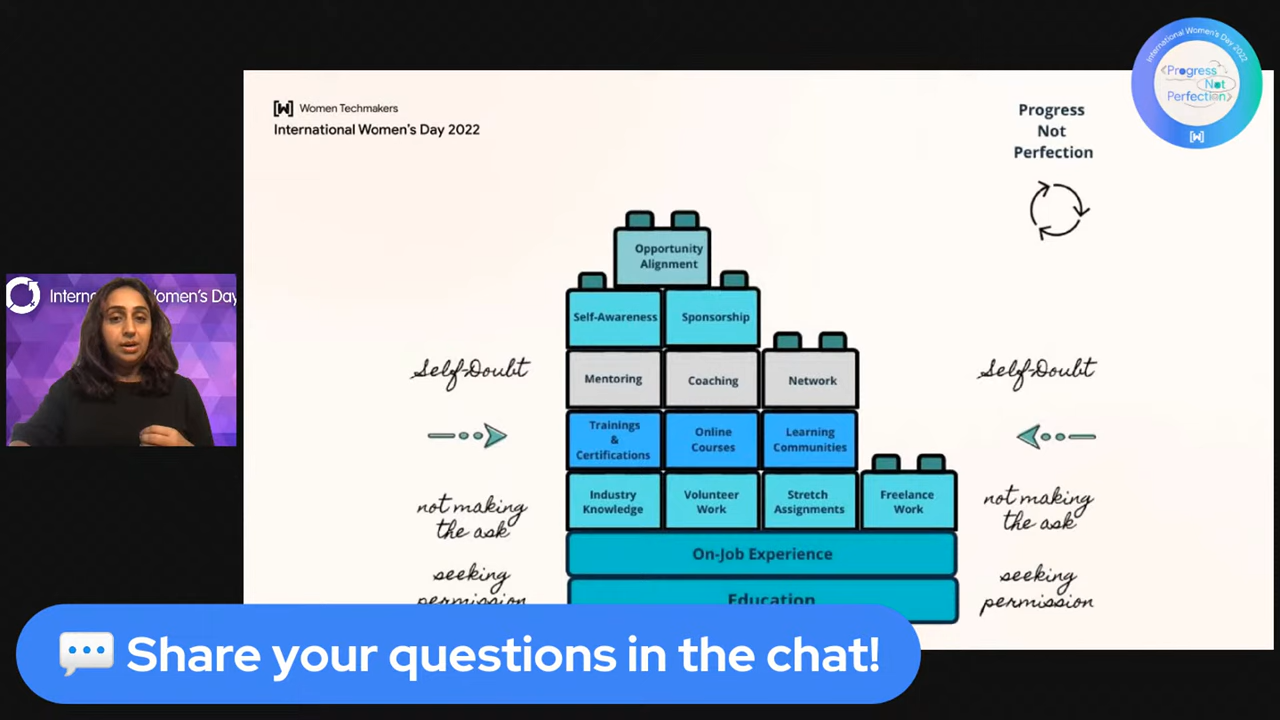 Women Techmakers
International Women's Day 2022
Progress
Not
Perfection
International Women's Day 2022
<Progress
Not
Perfection>
Intern
Women's Day
Opportunity
Alignment
Self-Awareness
Sponsorship
Mentoring
Coaching
Network
Trainings
&
Certifications
Online
Courses
Learning
Communities
Industry
Knowledge
Volunteer
Work
Stretch
Assignments
Freelance
Work
On-Job Experience
Education
Self-Doubt
not making
the ask
seeking
permission
Self-Doubt
not making
the ask
seeking
permission
Share your questions in the chat!